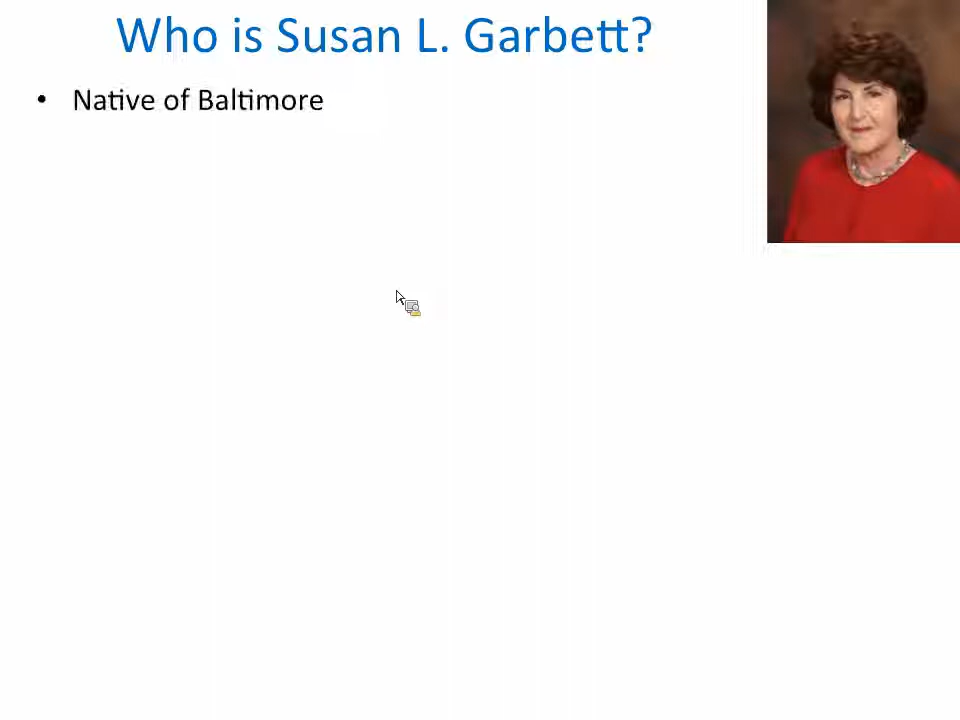 Who is Susan L. Garbett?
• Native of Baltimore